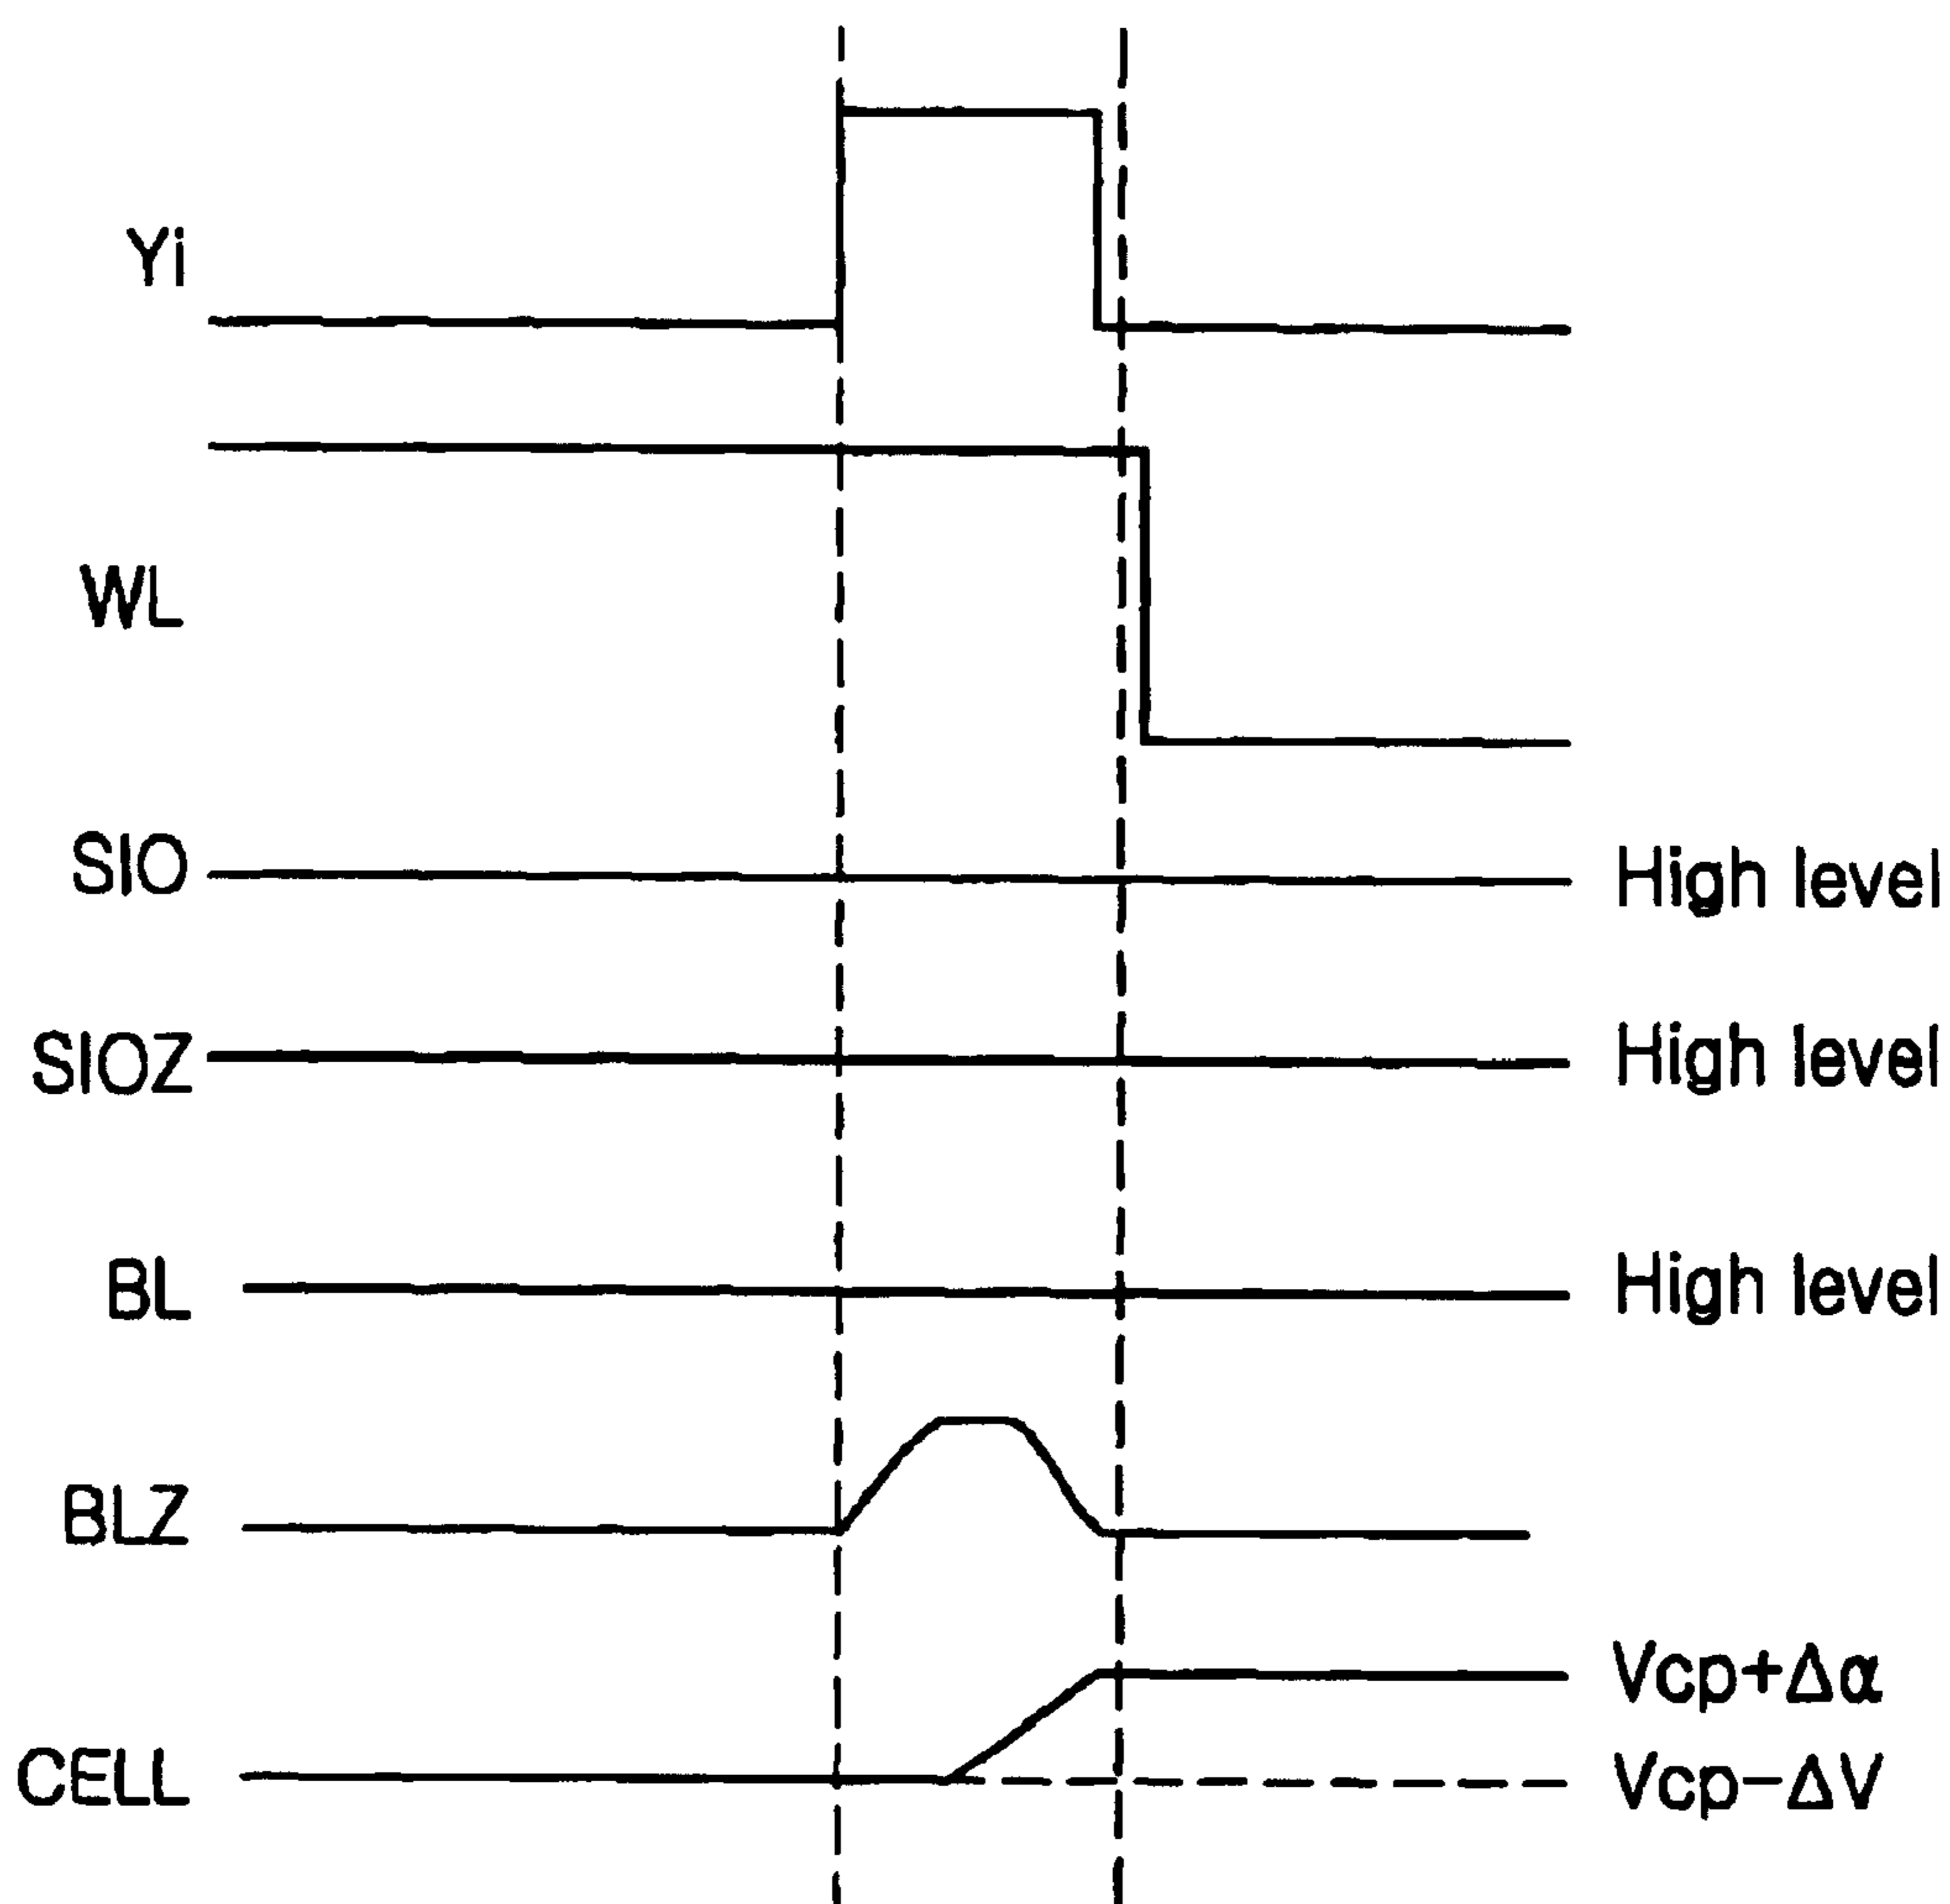 Yi
WL
SIO High level
SIOZ High level
BL High level
BLZ
Vcp+Δα
CELL Vcp−ΔV